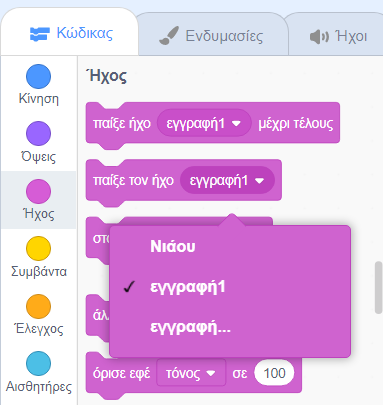 Κώδικας
Ενδυμασίες
Ήχοι
Κίνηση
Όψεις
Ήχος
Συμβάντα
Έλεγχος
Αισθητήρες
Ήχος
παίξε ήχο εγγραφή1 μέχρι τέλους
παίξε τον ήχο εγγραφή1
στα
Νιάου
✓ εγγραφή1
εγγραφή...
άλ
όρισε εφέ τόνος σε 100